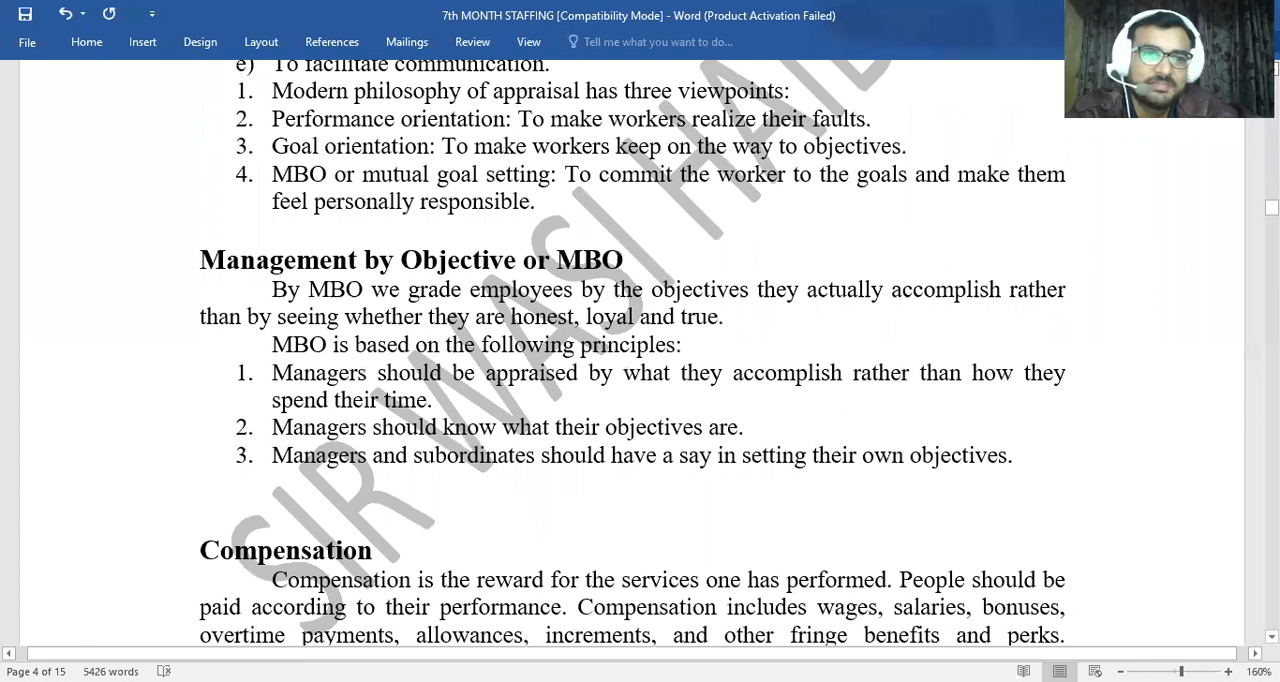 7th MONTH STAFFING [Compatibility Mode] - Word (Product Activation Failed)
File Home Insert Design Layout References Mailings Review View Tell me what you want to do...
e) To facilitate communication.
1. Modern philosophy of appraisal has three viewpoints:
2. Performance orientation: To make workers realize their faults.
3. Goal orientation: To make workers keep on the way to objectives.
4. MBO or mutual goal setting: To commit the worker to the goals and make them
feel personally responsible.
Management by Objective or MBO
By MBO we grade employees by the objectives they actually accomplish rather
than by seeing whether they are honest, loyal and true.
MBO is based on the following principles:
1. Managers should be appraised by what they accomplish rather than how they
spend their time.
2. Managers should know what their objectives are.
3. Managers and subordinates should have a say in setting their own objectives.
Compensation
Compensation is the reward for the services one has performed. People should be
paid according to their performance. Compensation includes wages, salaries, bonuses,
overtime payments, allowances, increments, and other fringe benefits and perks.
SIR WASI
Page 4 of 15 5426 words 160%